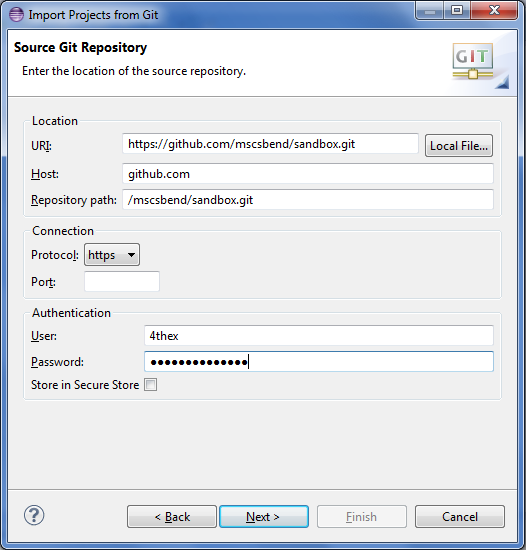 Import Projects from Git
Source Git Repository
Enter the location of the source repository.
GIT
Location
URI: https://github.com/mscsbend/sandbox.git Local File...
Host: github.com
Repository path: /mscsbend/sandbox.git
Connection
Protocol: https
Port:
Authentication
User: 4thex
Password: ●●●●●●●●●●●●●●
Store in Secure Store
? < Back Next > Finish Cancel